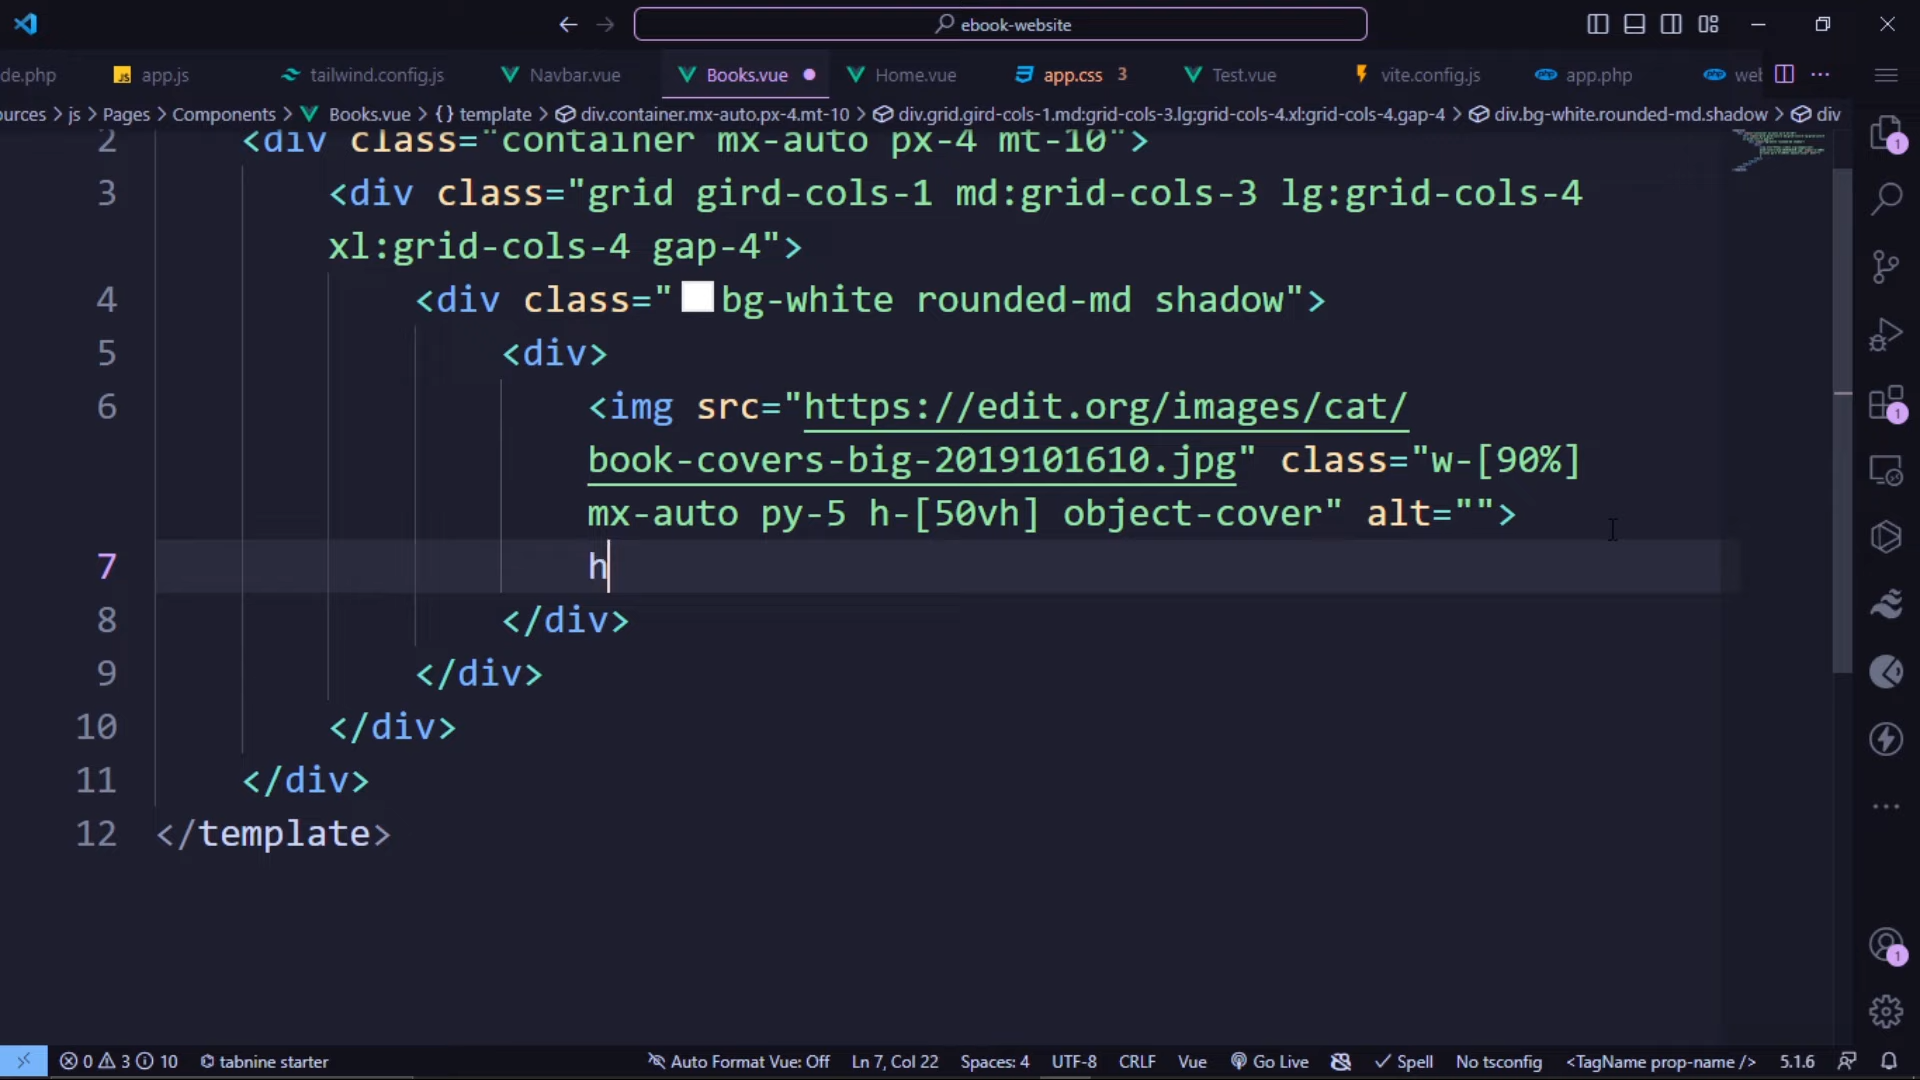 ebook-website
de.php
JS app.js
tailwind.config.js
Navbar.vue
Books.vue
Home.vue
app.css 3
Test.vue
vite.config.js
app.php
web
ources > js > Pages > Components > Books.vue > {} template > div.container.mx-auto.px-4.mt-10 > div.grid.gird-cols-1.md:grid-cols-3.lg:grid-cols-4.xl:grid-cols-4.gap-4 > div.bg-white.rounded-md.shadow > div
2 <div class="container mx-auto px-4 mt-10">
3 <div class="grid gird-cols-1 md:grid-cols-3 lg:grid-cols-4
xl:grid-cols-4 gap-4">
4 <div class="bg-white rounded-md shadow">
5 <div>
6 <img src="https://edit.org/images/cat/
book-covers-big-2019101610.jpg" class="w-[90%]
mx-auto py-5 h-[50vh] object-cover" alt="">
7 h
8 </div>
9 </div>
10 </div>
11 </div>
12 </template>
1
1
1
0 3 10 tabnine starter Auto Format Vue: Off Ln 7, Col 22 Spaces: 4 UTF-8 CRLF Vue Go Live Spell No tsconfig <TagName prop-name /> 5.1.6